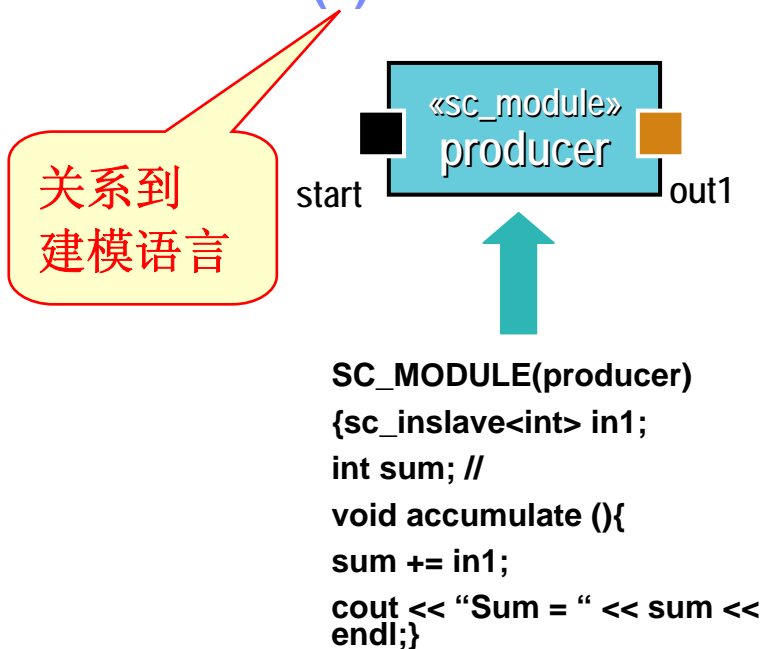 «sc_module»
producer
start
out1
关系到
建模语言
SC_MODULE(producer)
{sc_inslave<int> in1;
int sum; //
void accumulate (){
sum += in1;
cout << “Sum = “ << sum <<
endl;}